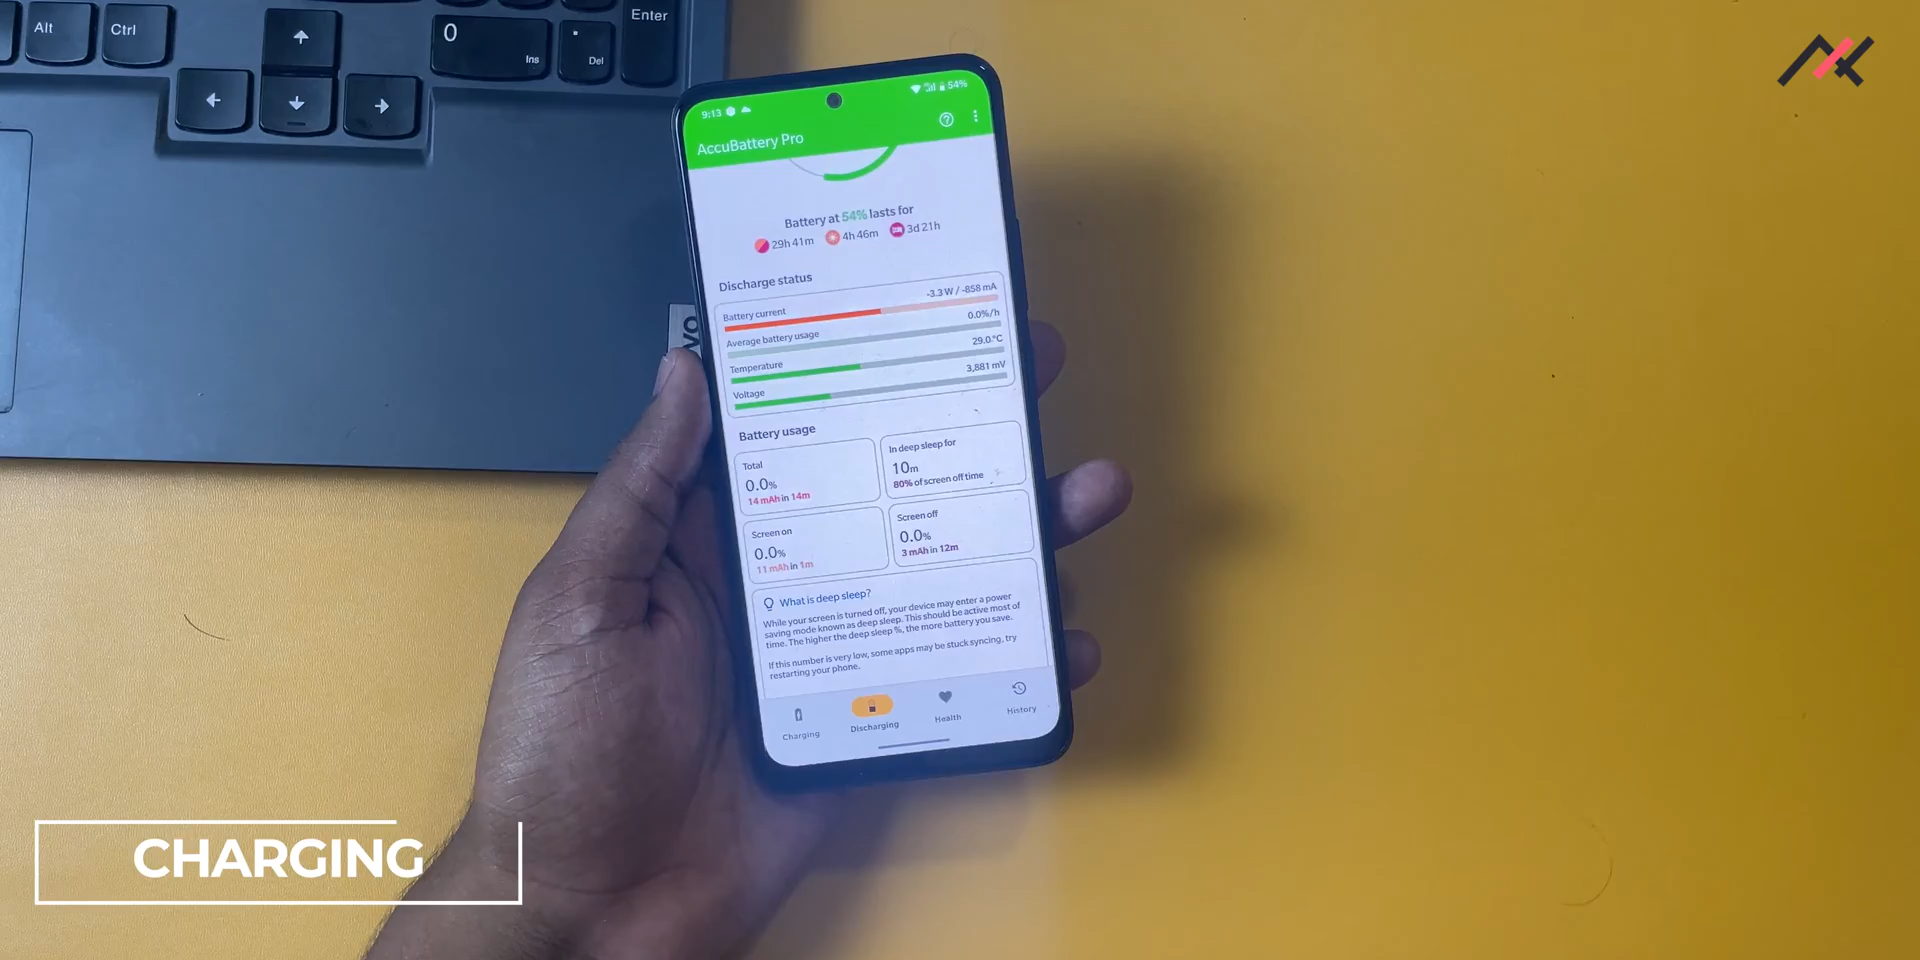 Alt
Ctrl
0
Ins
.
Del
Enter
9:13
54%
AccuBattery Pro
Battery at 54% lasts for
29h 41m
4h 46m
3d 21h
Discharge status
Battery current
-3.3 W / -858 mA
Average battery usage
0.0%/h
Temperature
29.0.°C
Voltage
3,881 mV
Battery usage
Total
0.0%
14 mAh in 14m
In deep sleep for
10m
80% of screen off time
Screen on
0.0%
11 mAh in 1m
Screen off
0.0%
3 mAh in 12m
What is deep sleep?
While your screen is turned off, your device may enter a power
saving mode known as deep sleep. This should be active most of
time. The higher the deep sleep %, the more battery you save.
If this number is very low, some apps may be stuck syncing, try
restarting your phone.
Charging
Discharging
Health
History
CHARGING